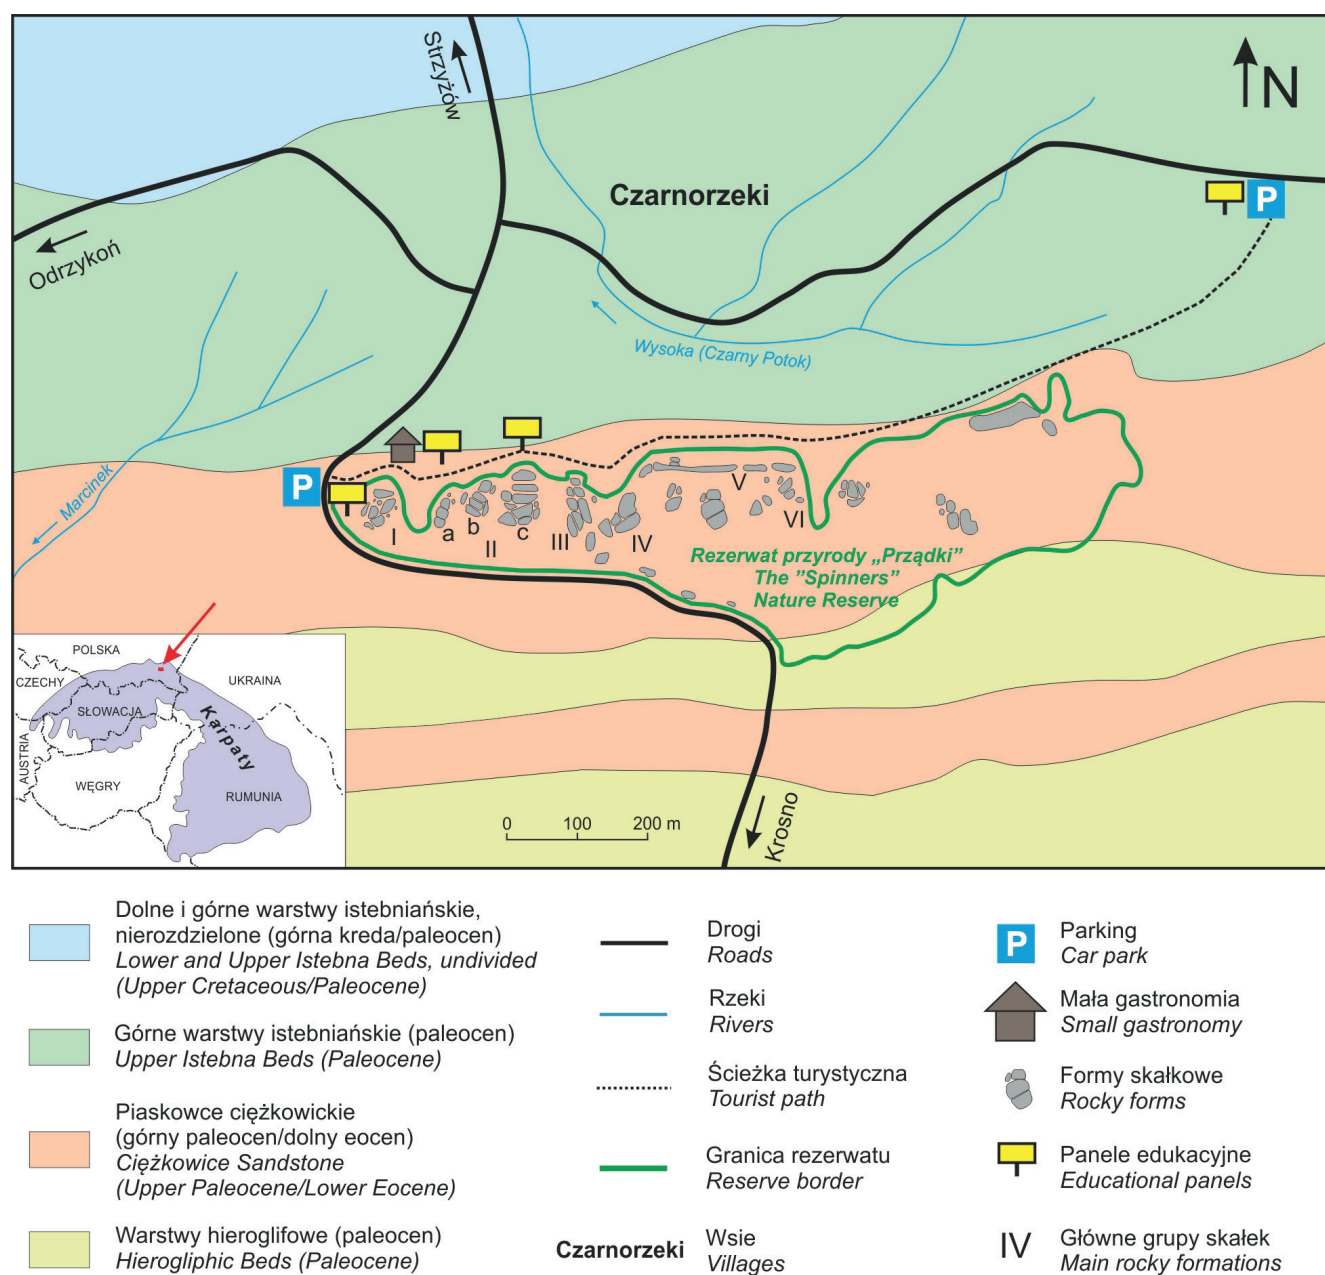 Strzyżów
N
Czarnorzeki
P
Odrzykoń
Wysoka (Czarny Potok)
Marcinek
P
I
a
b
II
c
III
IV
V
VI
Rezerwat przyrody „Prządki”
The ”Spinners”
Nature Reserve
POLSKA
CZECHY
UKRAINA
SŁOWACJA
Karpaty
AUSTRIA
WĘGRY
RUMUNIA
0 100 200 m
Krosno
Dolne i górne warstwy istebniańskie,
nierozdzielone (górna kreda/paleocen)
Lower and Upper Istebna Beds, undivided
(Upper Cretaceous/Paleocene)
Górne warstwy istebniańskie (paleocen)
Upper Istebna Beds (Paleocene)
Piaskowce ciężkowickie
(górny paleocen/dolny eocen)
Ciężkowice Sandstone
(Upper Paleocene/Lower Eocene)
Warstwy hieroglifowe (paleocen)
Hierogliphic Beds (Paleocene)
Drogi
Roads
Rzeki
Rivers
Ścieżka turystyczna
Tourist path
Granica rezerwatu
Reserve border
Czarnorzeki
Wsie
Villages
P
Parking
Car park
Mała gastronomia
Small gastronomy
Formy skałkowe
Rocky forms
Panele edukacyjne
Educational panels
IV
Główne grupy skałek
Main rocky formations